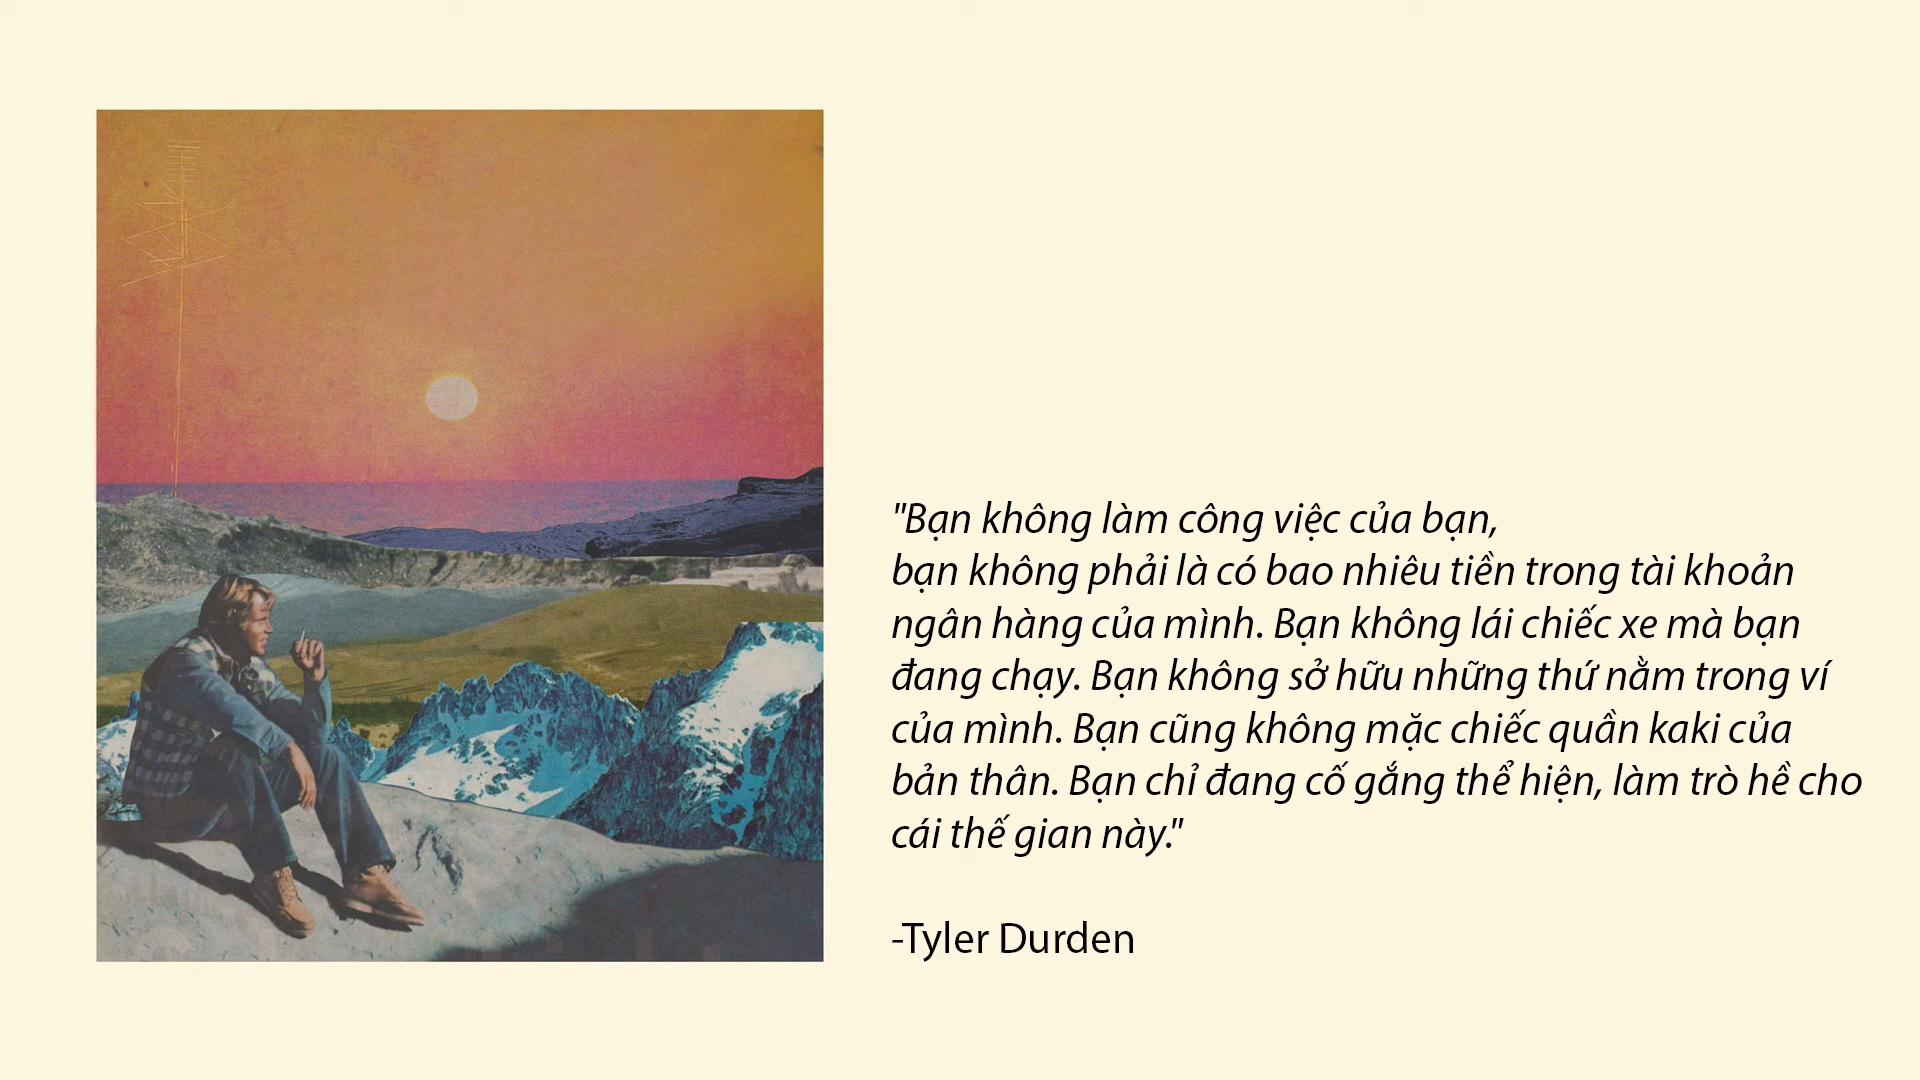 "Bạn không làm công việc của bạn,
bạn không phải là có bao nhiêu tiền trong tài khoản
ngân hàng của mình. Bạn không lái chiếc xe mà bạn
đang chạy. Bạn không sở hữu những thứ nằm trong ví
của mình. Bạn cũng không mặc chiếc quần kaki của
bản thân. Bạn chỉ đang cố gắng thể hiện, làm trò hề cho
cái thế gian này."
-Tyler Durden